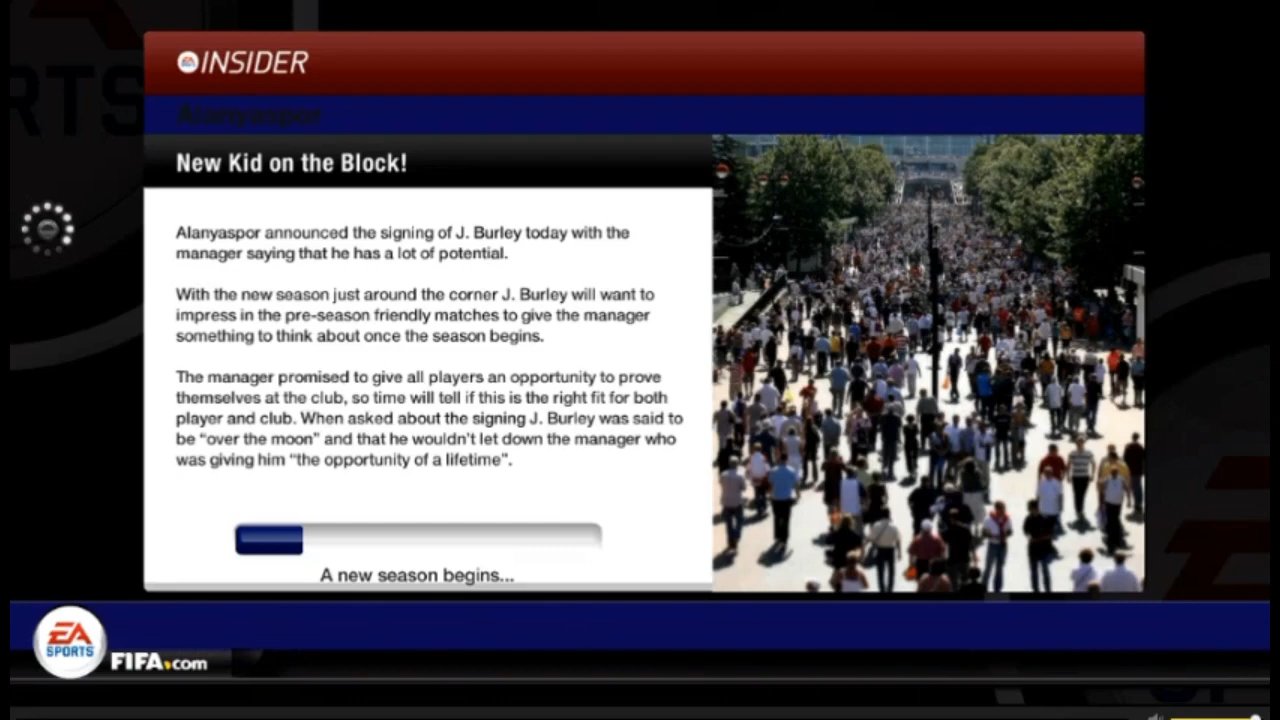 RTS
EA INSIDER
Alanyaspor
New Kid on the Block!
Alanyaspor announced the signing of J. Burley today with the
manager saying that he has a lot of potential.
With the new season just around the corner J. Burley will want to
impress in the pre-season friendly matches to give the manager
something to think about once the season begins.
The manager promised to give all players an opportunity to prove
themselves at the club, so time will tell if this is the right fit for both
player and club. When asked about the signing J. Burley was said to
be “over the moon” and that he wouldn't let down the manager who
was giving him “the opportunity of a lifetime”.
A new season begins...
EA
SPORTS
FIFA.com